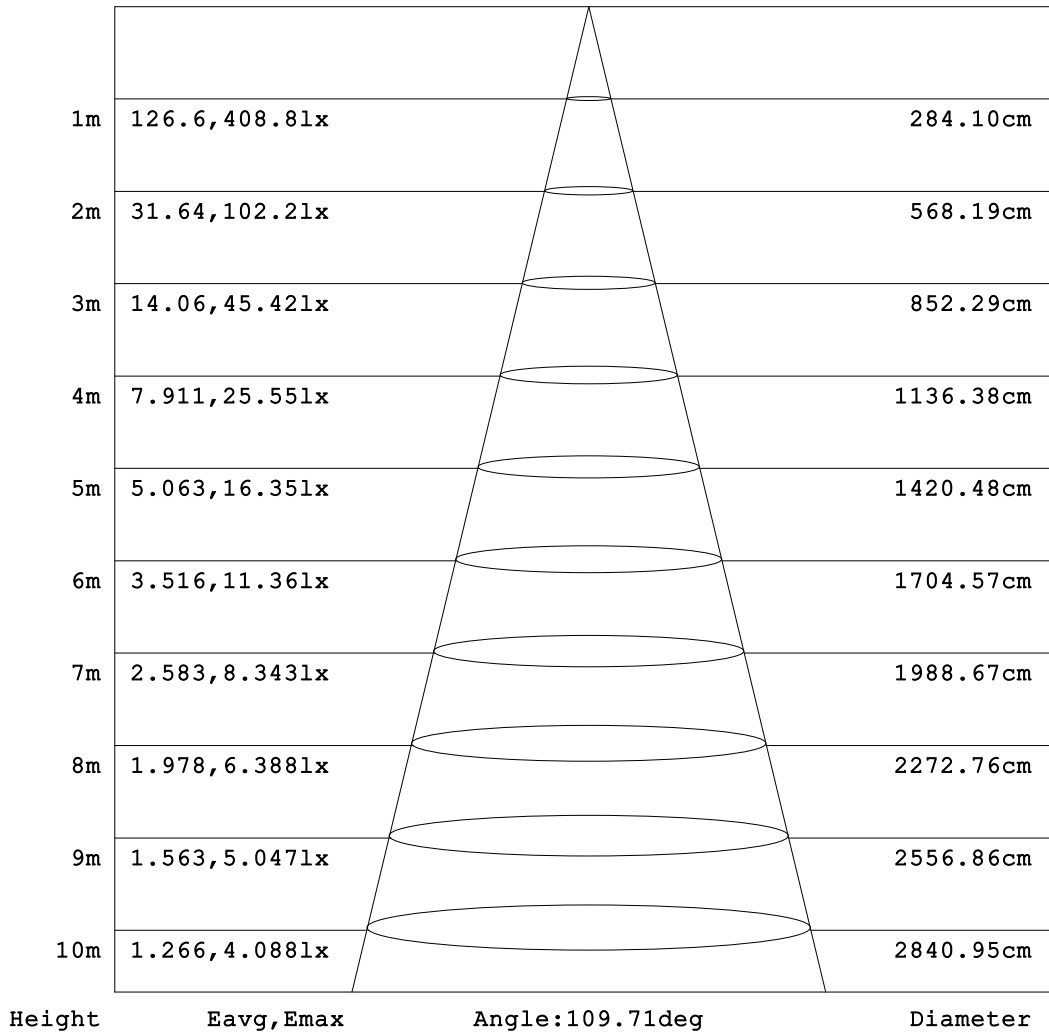 1m 126.6,408.8lx 284.10cm
2m 31.64,102.2lx 568.19cm
3m 14.06,45.42lx 852.29cm
4m 7.911,25.55lx 1136.38cm
5m 5.063,16.35lx 1420.48cm
6m 3.516,11.36lx 1704.57cm
7m 2.583,8.343lx 1988.67cm
8m 1.978,6.388lx 2272.76cm
9m 1.563,5.047lx 2556.86cm
10m 1.266,4.088lx 2840.95cm
Height Eavg,Emax Angle:109.71deg Diameter